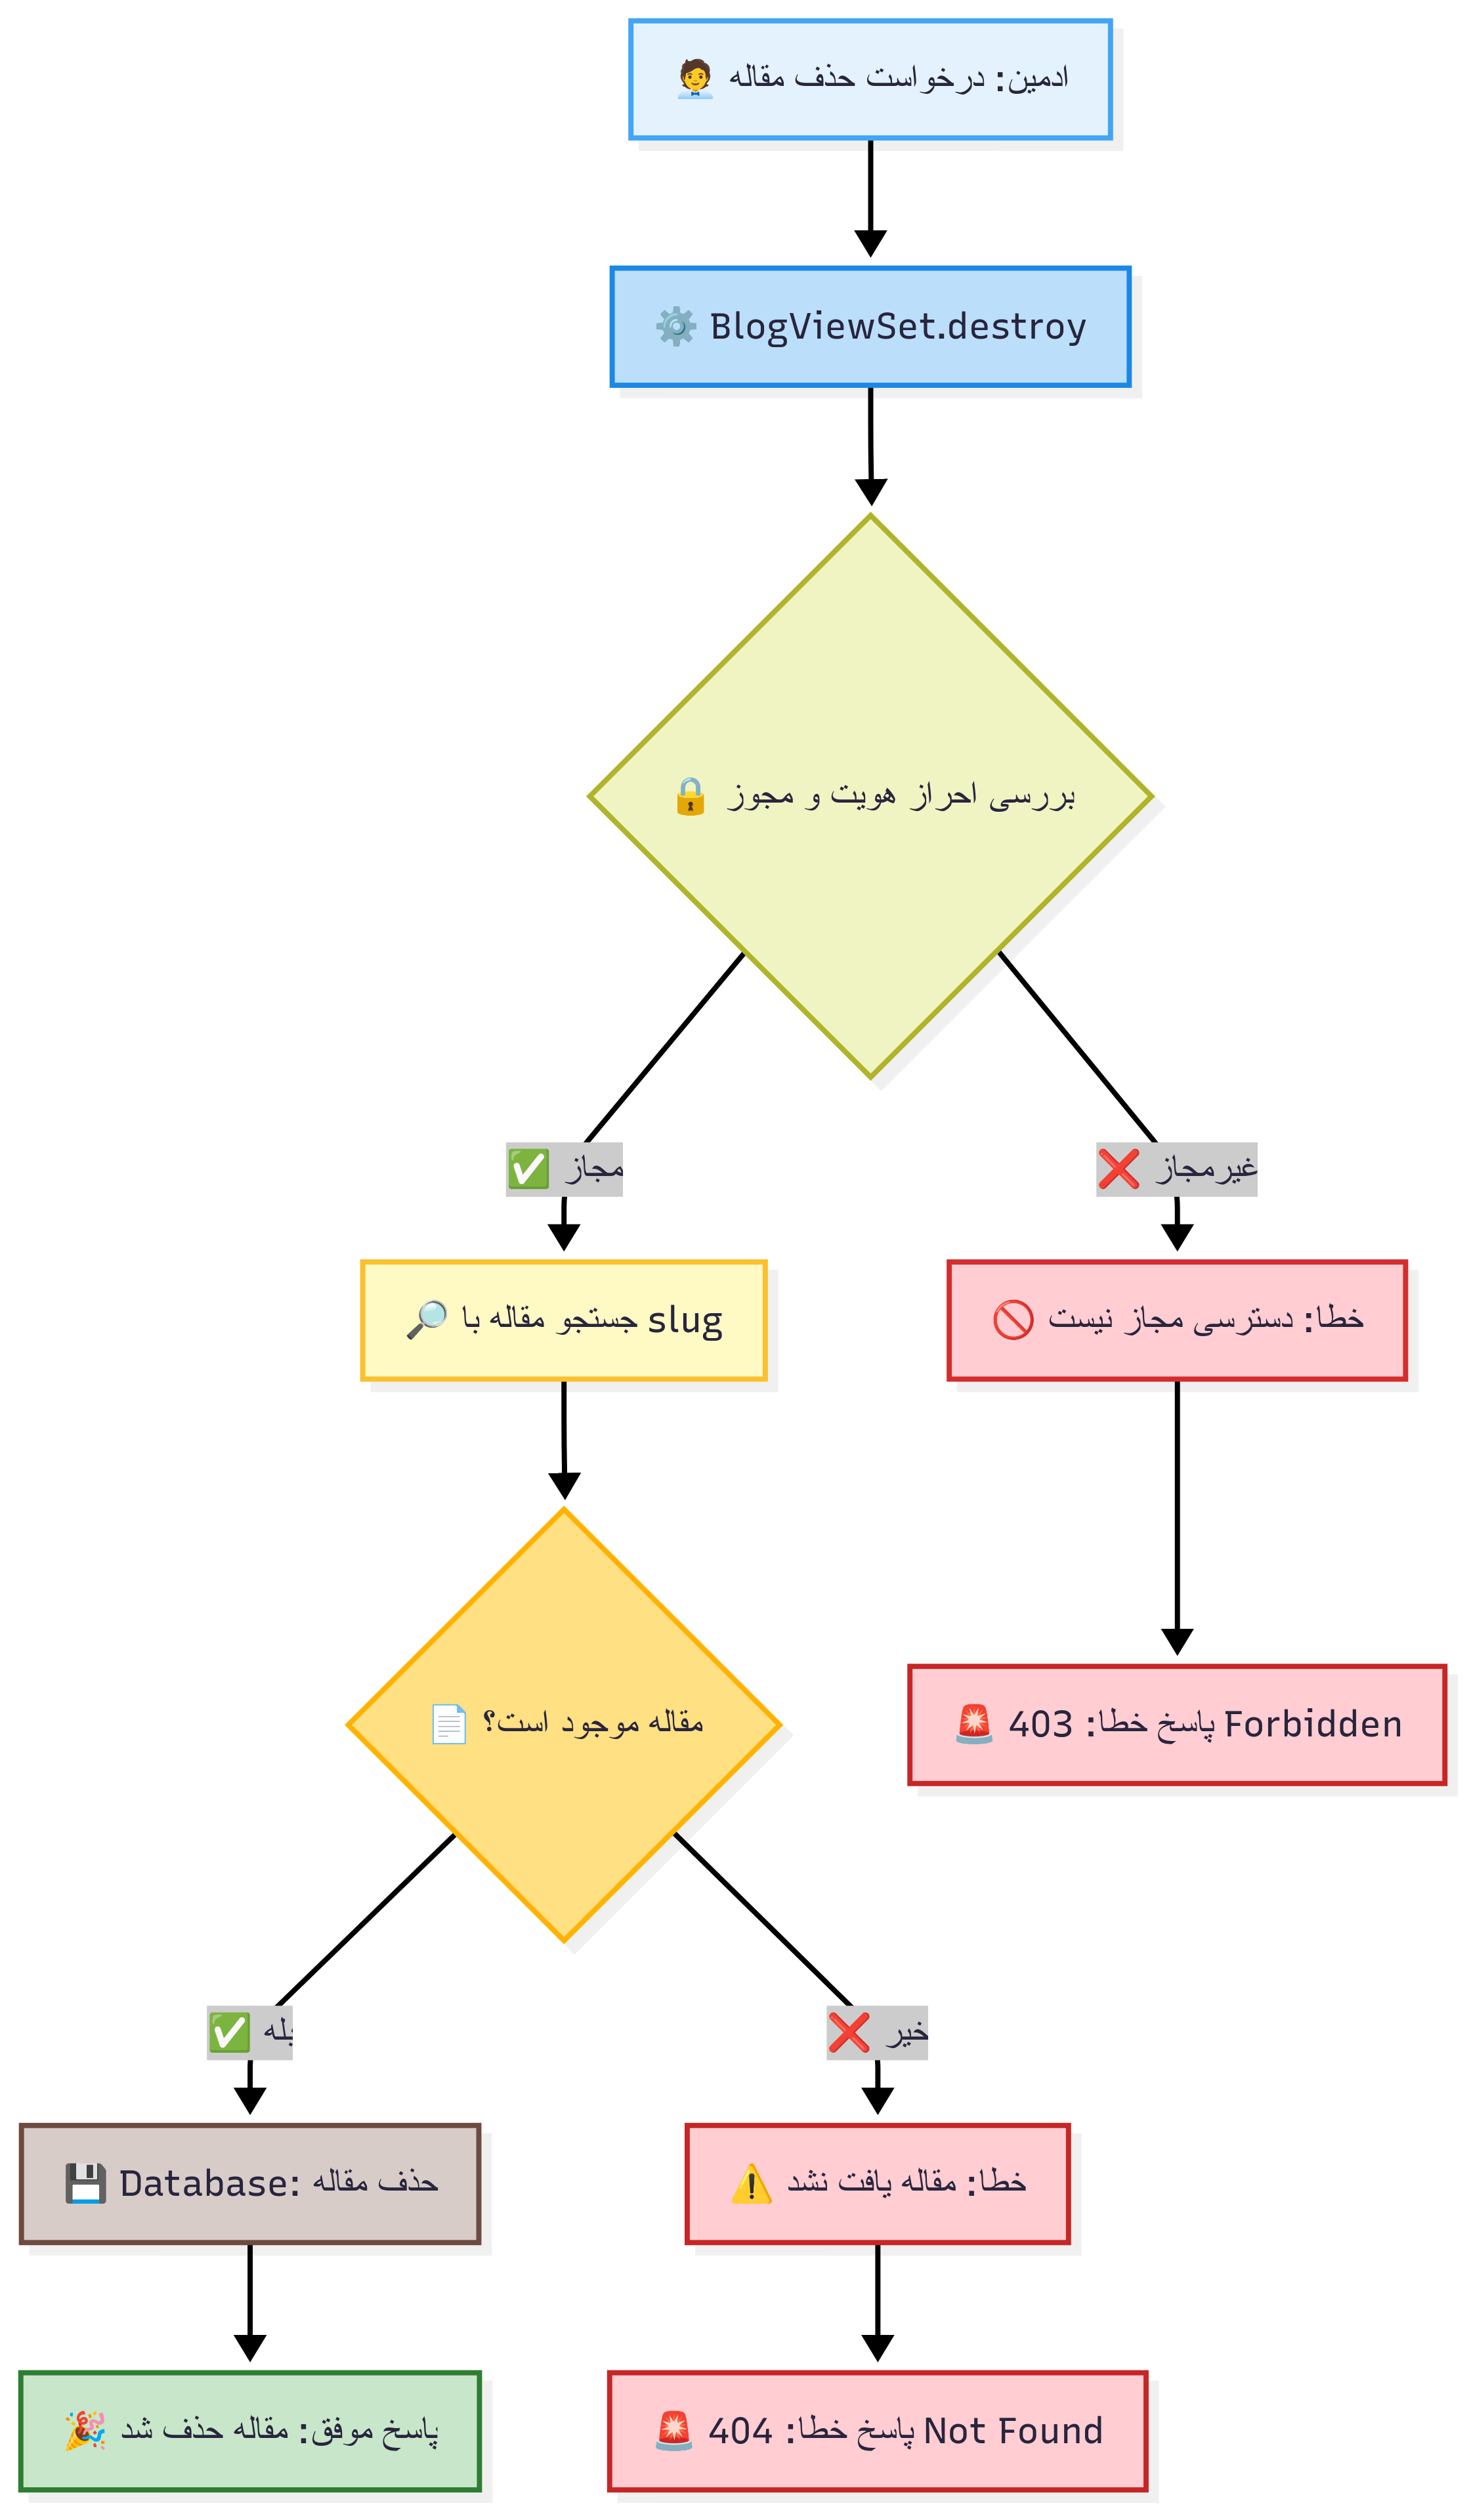 🧑‍💼 ادمین: درخواست حذف مقاله
⚙️ BlogViewSet.destroy
🔒 بررسی احراز هویت و مجوز
✅ مجاز
❌ غیرمجاز
🔎 جستجو مقاله با slug
🚫 خطا: دسترسی مجاز نیست
📄 مقاله موجود است؟
🚨 پاسخ خطا: 403 Forbidden
✅ بله
❌ خیر
💾 Database: حذف مقاله
⚠️ خطا: مقاله یافت نشد
🎉 پاسخ موفق: مقاله حذف شد
🚨 پاسخ خطا: 404 Not Found